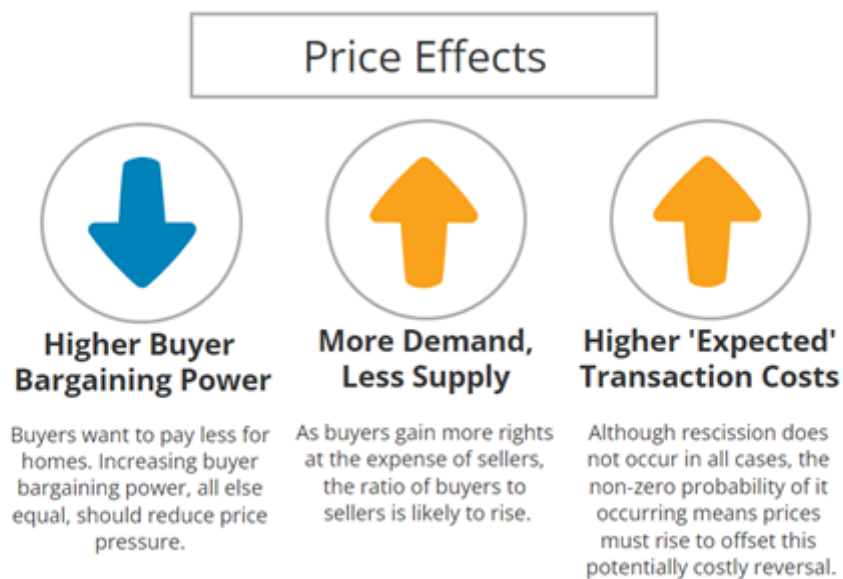 Price Effects
Higher Buyer
Bargaining Power
Buyers want to pay less for
homes. Increasing buyer
bargaining power, all else
equal, should reduce price
pressure.
More Demand,
Less Supply
As buyers gain more rights
at the expense of sellers,
the ratio of buyers to
sellers is likely to rise.
Higher 'Expected'
Transaction Costs
Although rescission does
not occur in all cases, the
non-zero probability of it
occurring means prices
must rise to offset this
potentially costly reversal.